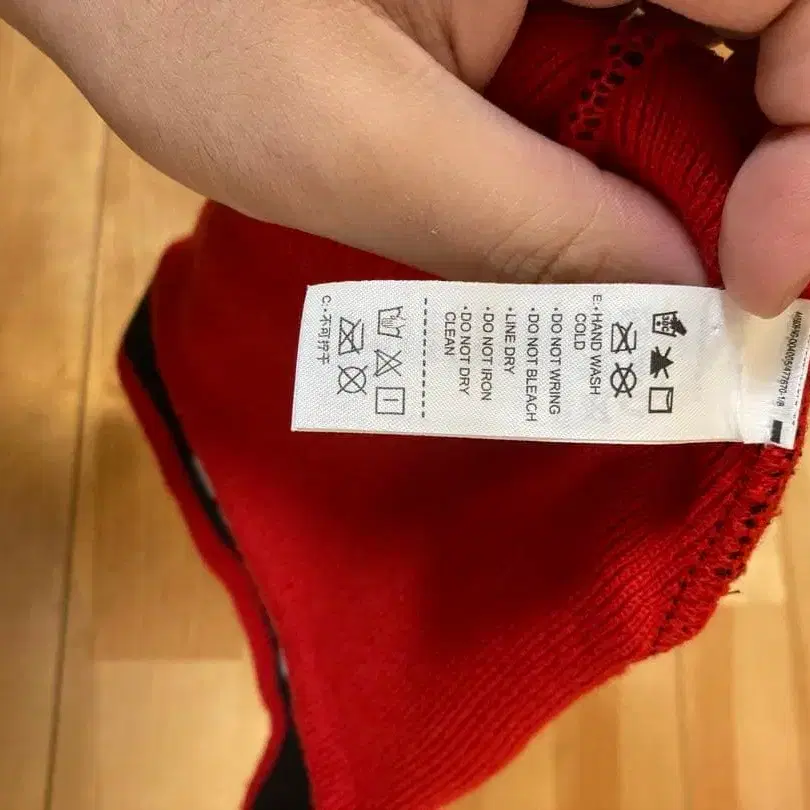 E:•HAND WASH
COLD
•DO NOT WRING
•DO NOT BLEACH
•LINE DRY
•DO NOT IRON
•DO NOT DRY
CLEAN
C:•不可拧干